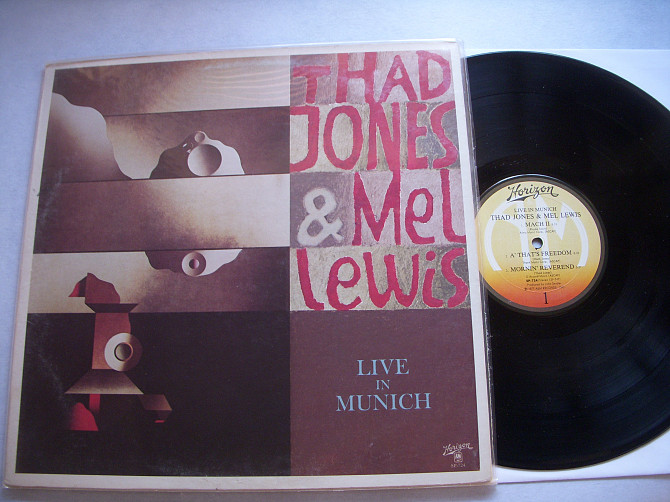 THAD
JONES
& Mel
lewis
LIVE
IN
MUNICH
Horizon
Horizon
LIVE IN MUNICH
THAD JONES & MEL LEWIS
MACH II
A' THAT'S FREEDOM
MORNIN' REVEREND
1